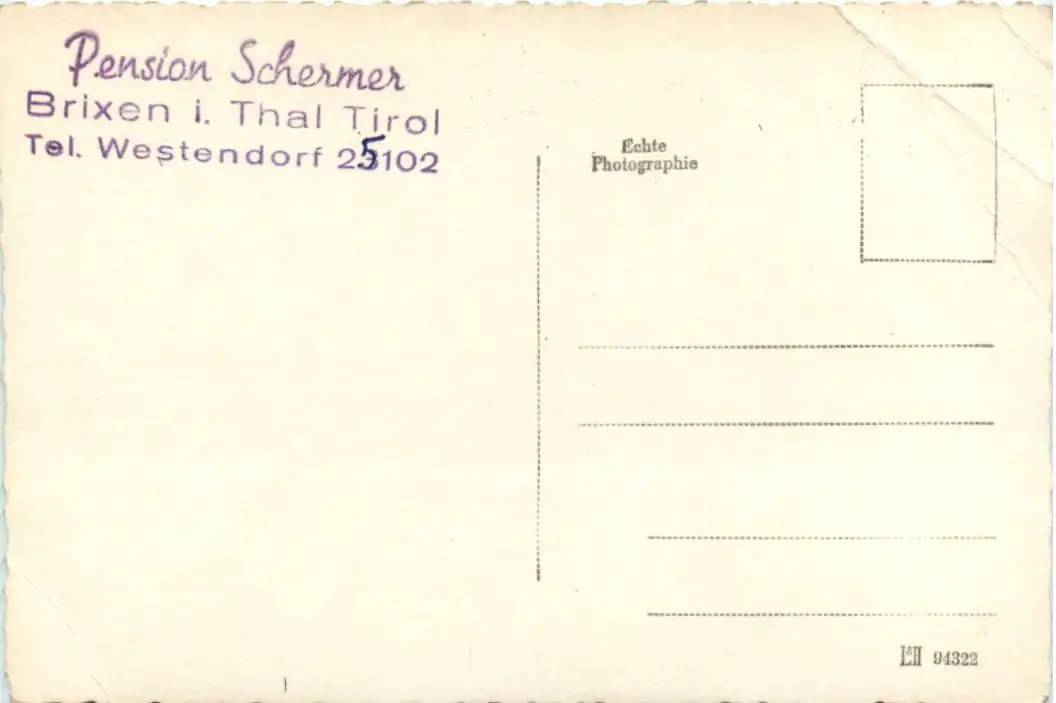 Pension Schermer
Brixen i. Thal Tirol
Tel. Westendorf 25102
Echte
Photographie
94322